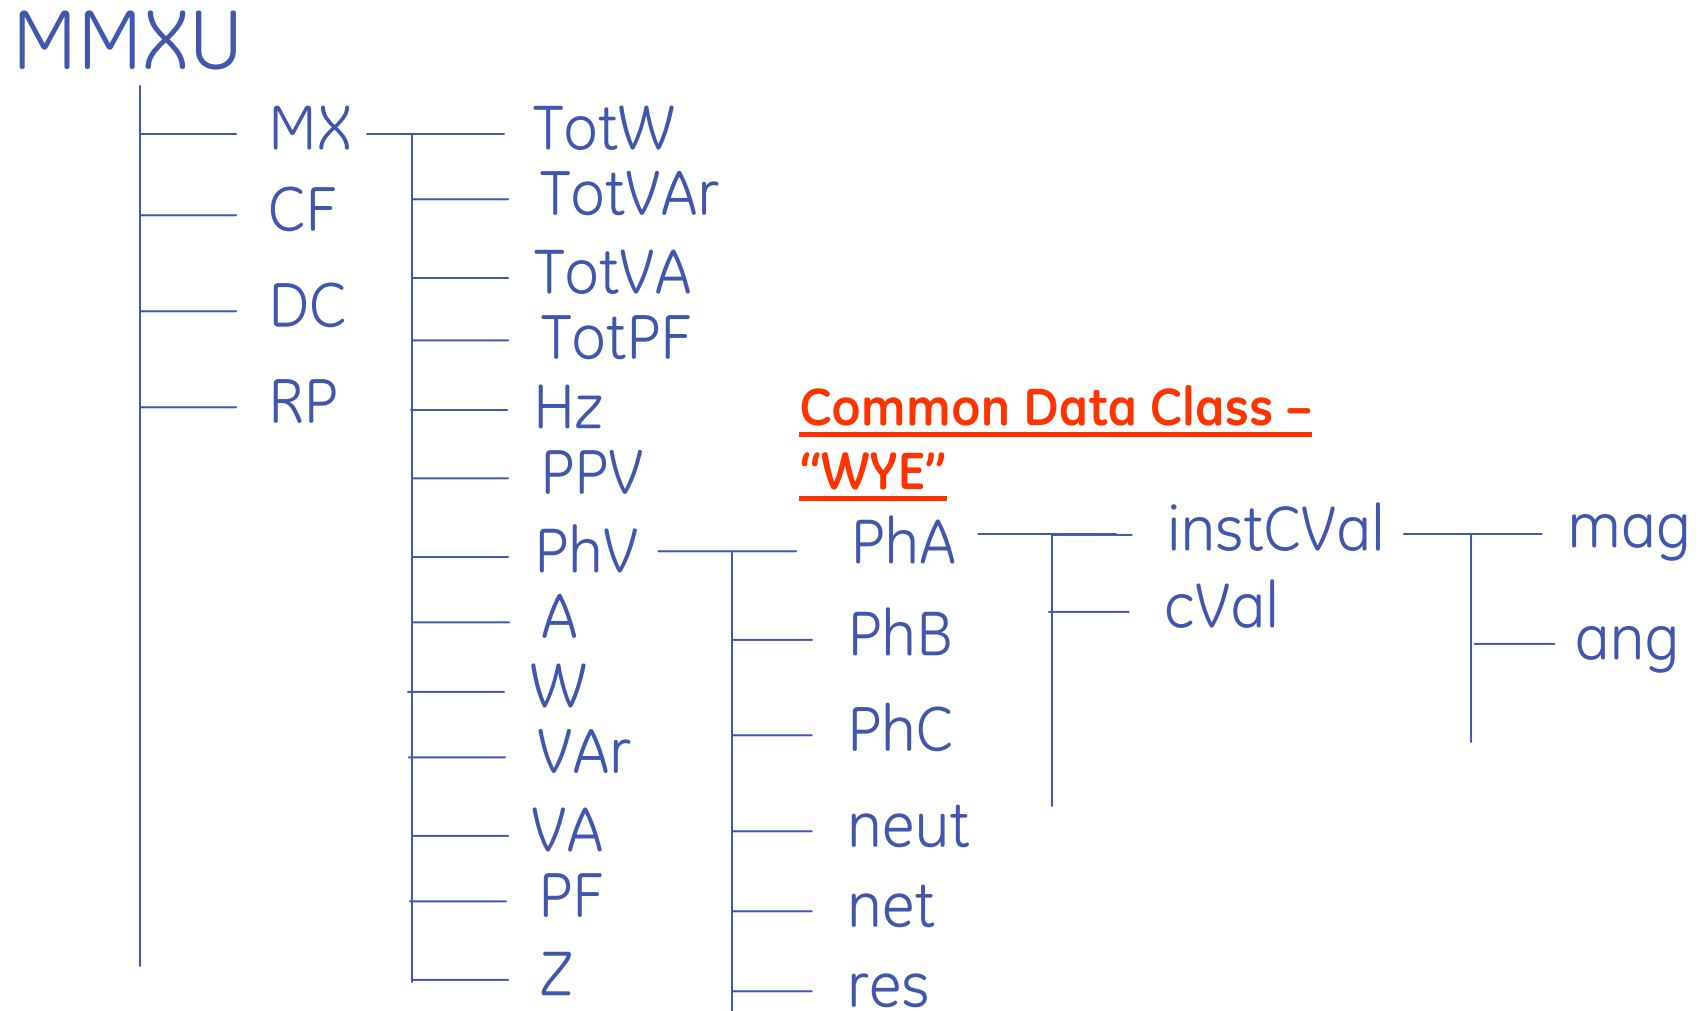 MMXU
MX
CF
DC
RP
TotW
TotVAr
TotVA
TotPF
Hz
PPV
PhV
A
W
VAr
VA
PF
Z
Common Data Class –
“WYE”
PhA
PhB
PhC
neut
net
res
instCVal
cVal
mag
ang